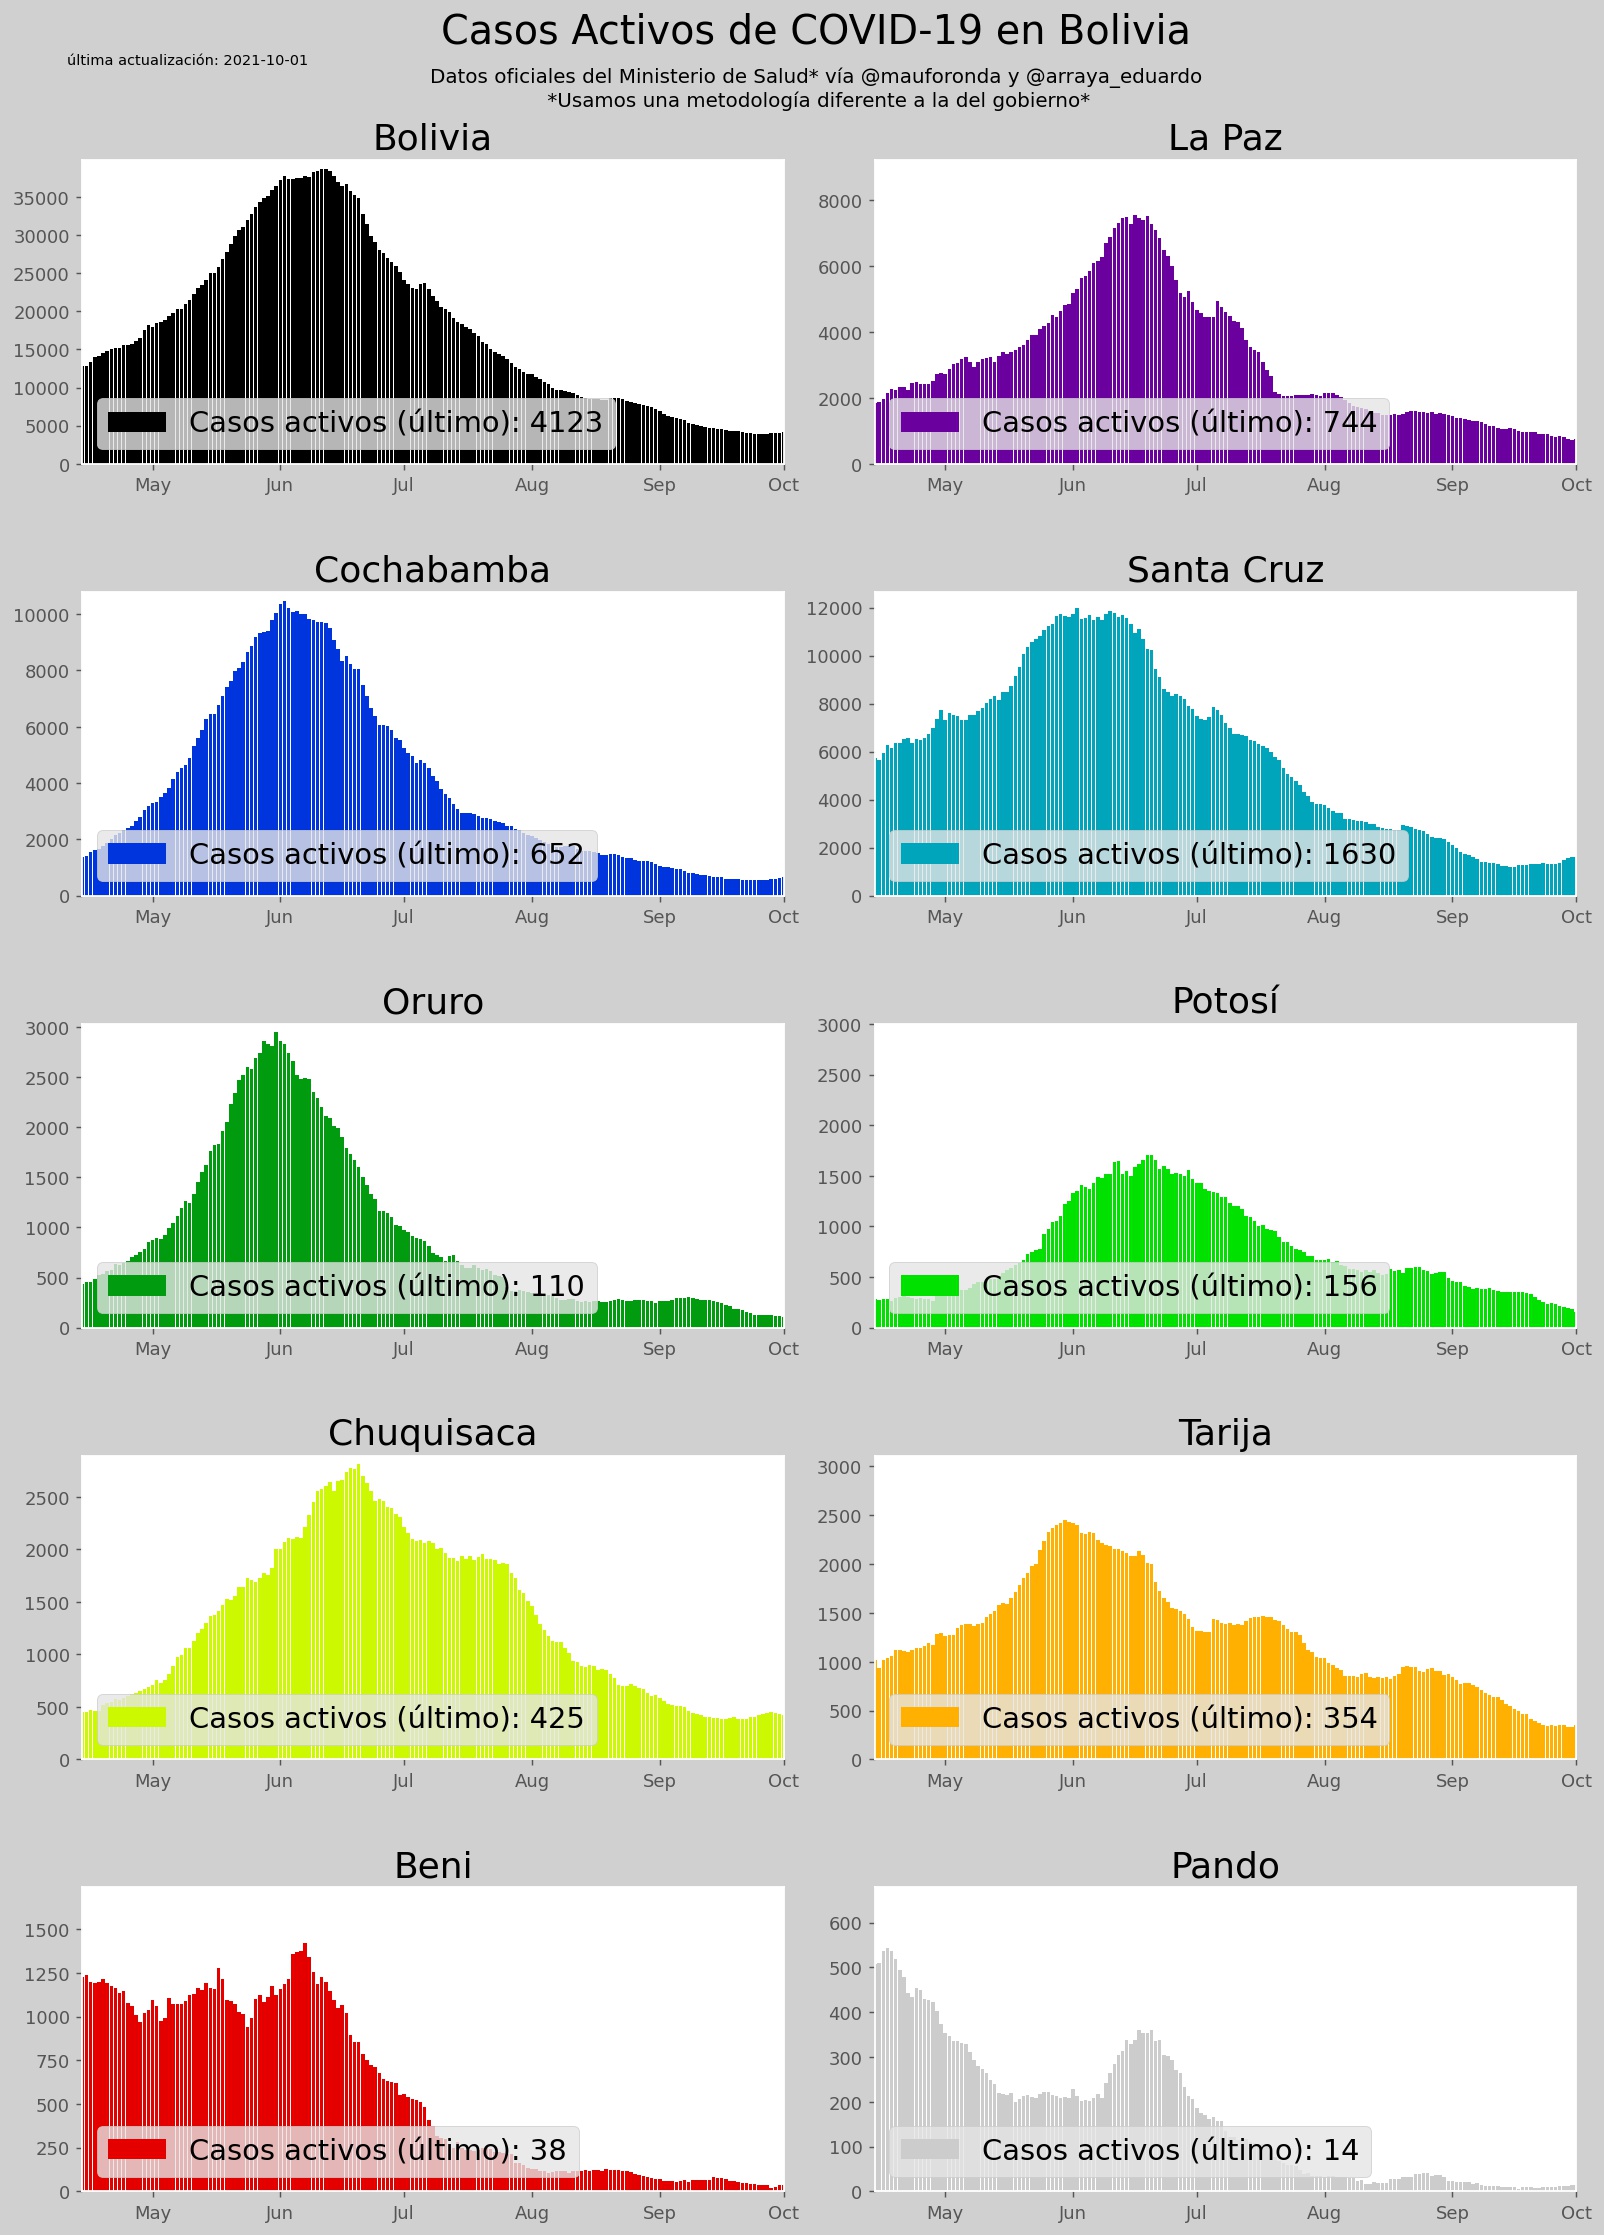 Casos Activos de COVID-19 en Bolivia
última actualización: 2021-10-01
Datos oficiales del Ministerio de Salud* vía @mauforonda y @arraya_eduardo
*Usamos una metodología diferente a la del gobierno*
Bolivia
35000
30000
25000
20000
15000
10000
5000
0
Casos activos (último): 4123
May Jun Jul Aug Sep Oct
La Paz
8000
6000
4000
2000
0
Casos activos (último): 744
May Jun Jul Aug Sep Oct
Cochabamba
10000
8000
6000
4000
2000
0
Casos activos (último): 652
May Jun Jul Aug Sep Oct
Santa Cruz
12000
10000
8000
6000
4000
2000
0
Casos activos (último): 1630
May Jun Jul Aug Sep Oct
Oruro
3000
2500
2000
1500
1000
500
0
Casos activos (último): 110
May Jun Jul Aug Sep Oct
Potosí
3000
2500
2000
1500
1000
500
0
Casos activos (último): 156
May Jun Jul Aug Sep Oct
Chuquisaca
2500
2000
1500
1000
500
0
Casos activos (último): 425
May Jun Jul Aug Sep Oct
Tarija
3000
2500
2000
1500
1000
500
0
Casos activos (último): 354
May Jun Jul Aug Sep Oct
Beni
1500
1250
1000
750
500
250
0
Casos activos (último): 38
May Jun Jul Aug Sep Oct
Pando
600
500
400
300
200
100
0
Casos activos (último): 14
May Jun Jul Aug Sep Oct